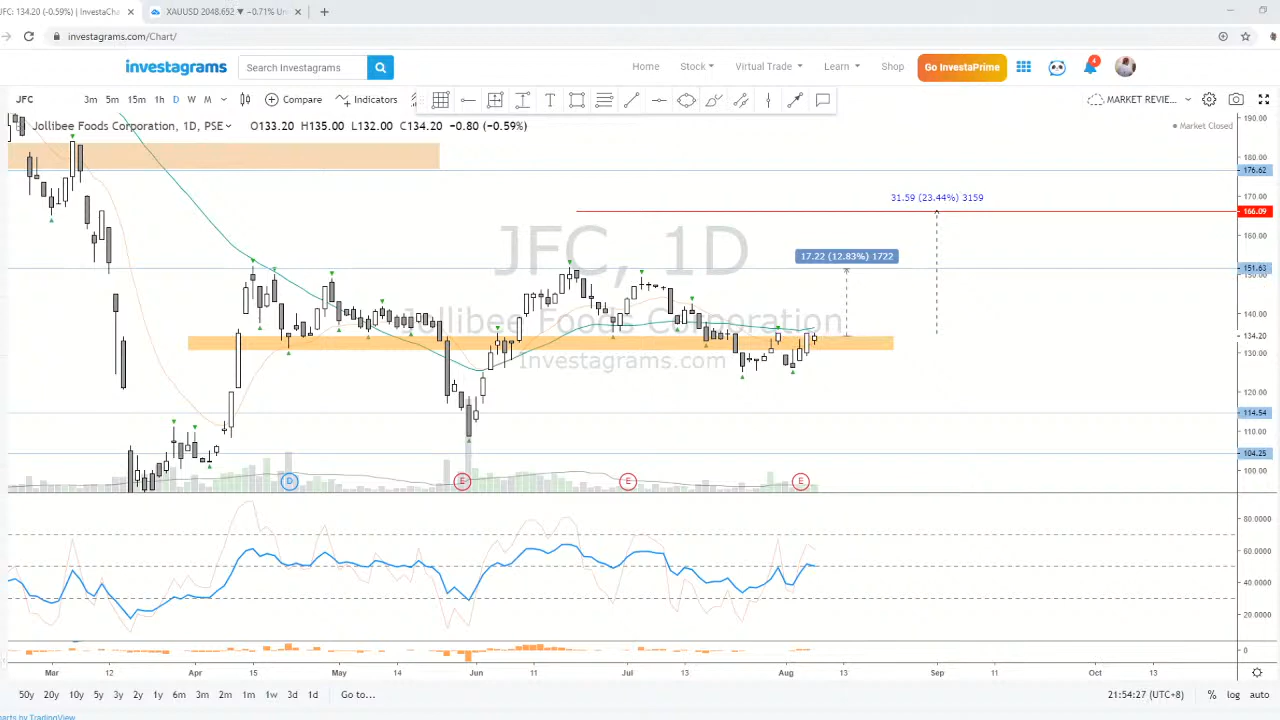 JFC: 134.20 (-0.59%) | InvestaCha
XAUUSD 2048.652 ▼ −0.71% Un
investagrams.com/Chart/
investagrams
Search Investagrams
Home
Stock
Virtual Trade
Learn
Shop
Go InvestaPrime
4
JFC
3m 5m 15m 1h D W M
Compare
Indicators
MARKET REVIE...
Jollibee Foods Corporation, 1D, PSE
O133.20 H135.00 L132.00 C134.20 −0.80 (−0.59%)
Market Closed
190.00
180.00
176.62
170.00
31.59 (23.44%) 3159
166.09
160.00
JFC, 1D
17.22 (12.83%) 1722
151.63
140.00
Jollibee Foods Corporation
134.20
Investagrams.com
130.00
120.00
114.54
110.00
104.25
100.00
D
E
E
E
80.0000
60.0000
40.0000
20.0000
0
Mar 12 Apr 15 May 14 Jun 12 Jul 13 Aug 13 Sep 11 Oct 13
50y 20y 10y 5y 3y 2y 1y 6m 3m 2m 1m 1w 3d 1d Go to...
21:54:27 (UTC+8) % log auto
arts by TradingView